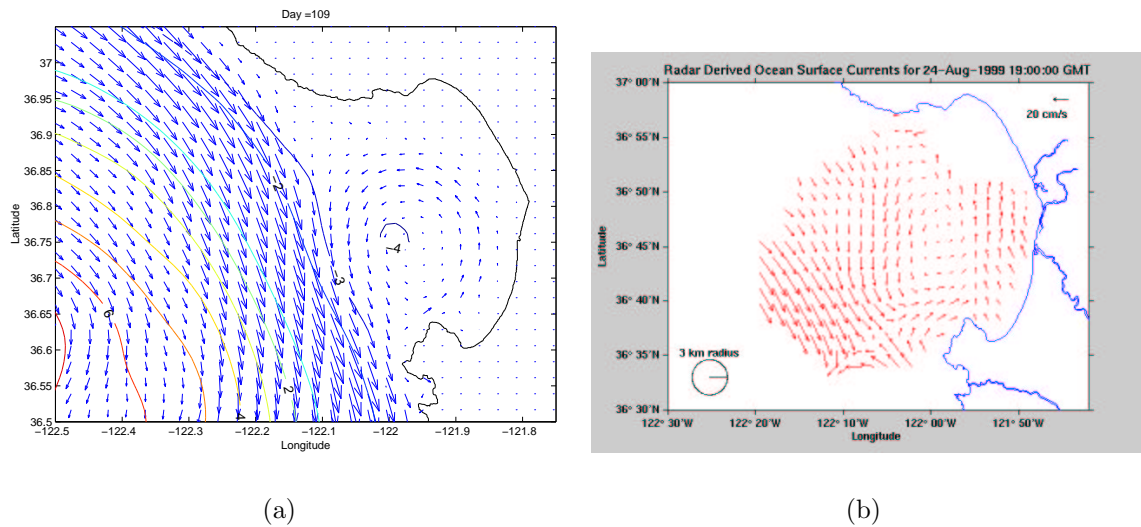 Day =109
37
36.95
36.9
36.85
36.8
36.75
36.7
36.65
36.6
36.55
36.5
Latitude
−2
−3
−4
6
4
2
−122.5 −122.4 −122.3 −122.2 −122.1 −122 −121.9 −121.8
Longitude
(a)
Radar Derived Ocean Surface Currents for 24−Aug−1999 19:00:00 GMT
20 cm/s
37° 00'N
36° 55'N
36° 50'N
36° 45'N
36° 40'N
36° 35'N
36° 30'N
Latitude
3 km radius
122° 30'W 122° 20'W 122° 10'W 122° 00'W 121° 50'W
Longitude
(b)